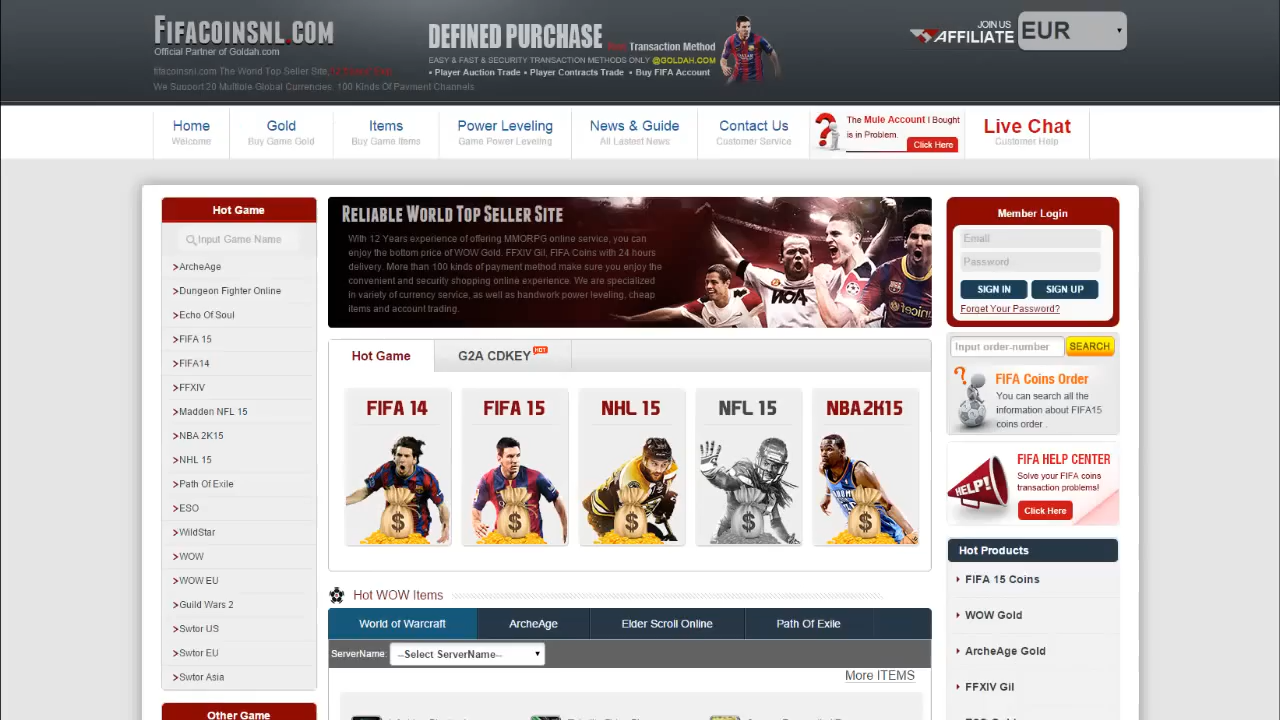 FIFACOINSNL.COM
Official Partner of Goldah.com
fifacoinsnl.com The World Top Seller Site,
We Support 20 Multiple Global Currencies, 100 Kinds Of Payment Channels.
DEFINED PURCHASE Transaction Method
EASY & FAST & SECURITY TRANSACTION METHODS ONLY @GOLDAH.COM
• Player Auction Trade • Player Contracts Trade • Buy FIFA Account
JOIN US
AFFILIATE
EUR
Home
Welcome
Gold
Buy Game Gold
Items
Buy Game Items
Power Leveling
Game Power Leveling
News & Guide
All Lastest News
Contact Us
Customer Service
The Mule Account I Bought
is in Problem.
Click Here
Live Chat
Customer Help
Hot Game
Input Game Name
ArcheAge
Dungeon Fighter Online
Echo Of Soul
FIFA 15
FIFA14
FFXIV
Madden NFL 15
NBA 2K15
NHL 15
Path Of Exile
ESO
WildStar
WOW
WOW EU
Guild Wars 2
Swtor US
Swtor EU
Swtor Asia
Other Game
RELIABLE WORLD TOP SELLER SITE
With 12 Years experience of offering MMORPG online service, you can
enjoy the bottom price of WOW Gold. FFXIV Gil, FIFA Coins with 24 hours
delivery. More than 100 kinds of payment method make sure you enjoy the
convenient and security shopping online experience. We are specialized
in variety of currency service, as well as handwork power leveling, cheap
items and account trading.
AON
Hot Game
G2A CDKEY HOT
FIFA 14
FIFA 15
NHL 15
NFL 15
NBA2K15
$
$
$
$
$
Hot WOW Items
World of Warcraft
ArcheAge
Elder Scroll Online
Path Of Exile
ServerName:
--Select ServerName--
More ITEMS
Member Login
Email
Password
SIGN IN
SIGN UP
Forget Your Password?
Input order-number
SEARCH
FIFA Coins Order
You can search all the
information about FIFA15
coins order .
HELP!
FIFA HELP CENTER
Solve your FIFA coins
transaction problems!
Click Here
Hot Products
FIFA 15 Coins
WOW Gold
ArcheAge Gold
FFXIV Gil